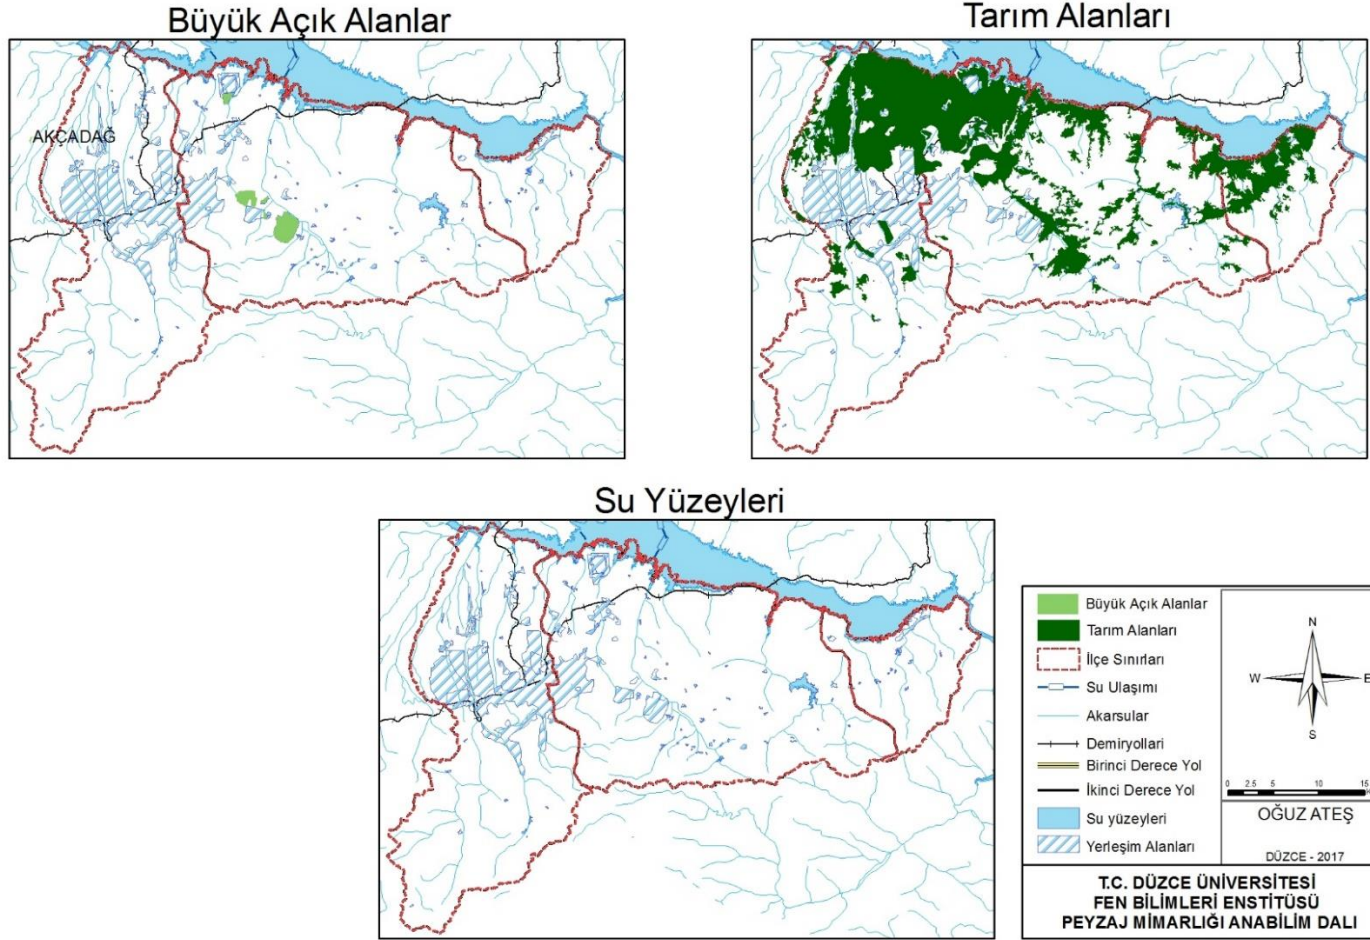 Büyük Açık Alanlar
Tarım Alanları
AKÇADAĞ
Su Yüzeyleri
Büyük Açık Alanlar
Tarım Alanları
İlçe Sınırları
Su Ulaşımı
Akarsular
Demiryollari
Birinci Derece Yol
İkinci Derece Yol
Su yüzeyleri
Yerleşim Alanları
N
W E
S
0 2.5 5 10 15
OĞUZ ATEŞ
DÜZCE - 2017
T.C. DÜZCE ÜNİVERSİTESİ
FEN BİLİMLERİ ENSTİTÜSÜ
PEYZAJ MİMARLIĞI ANABİLİM DALI